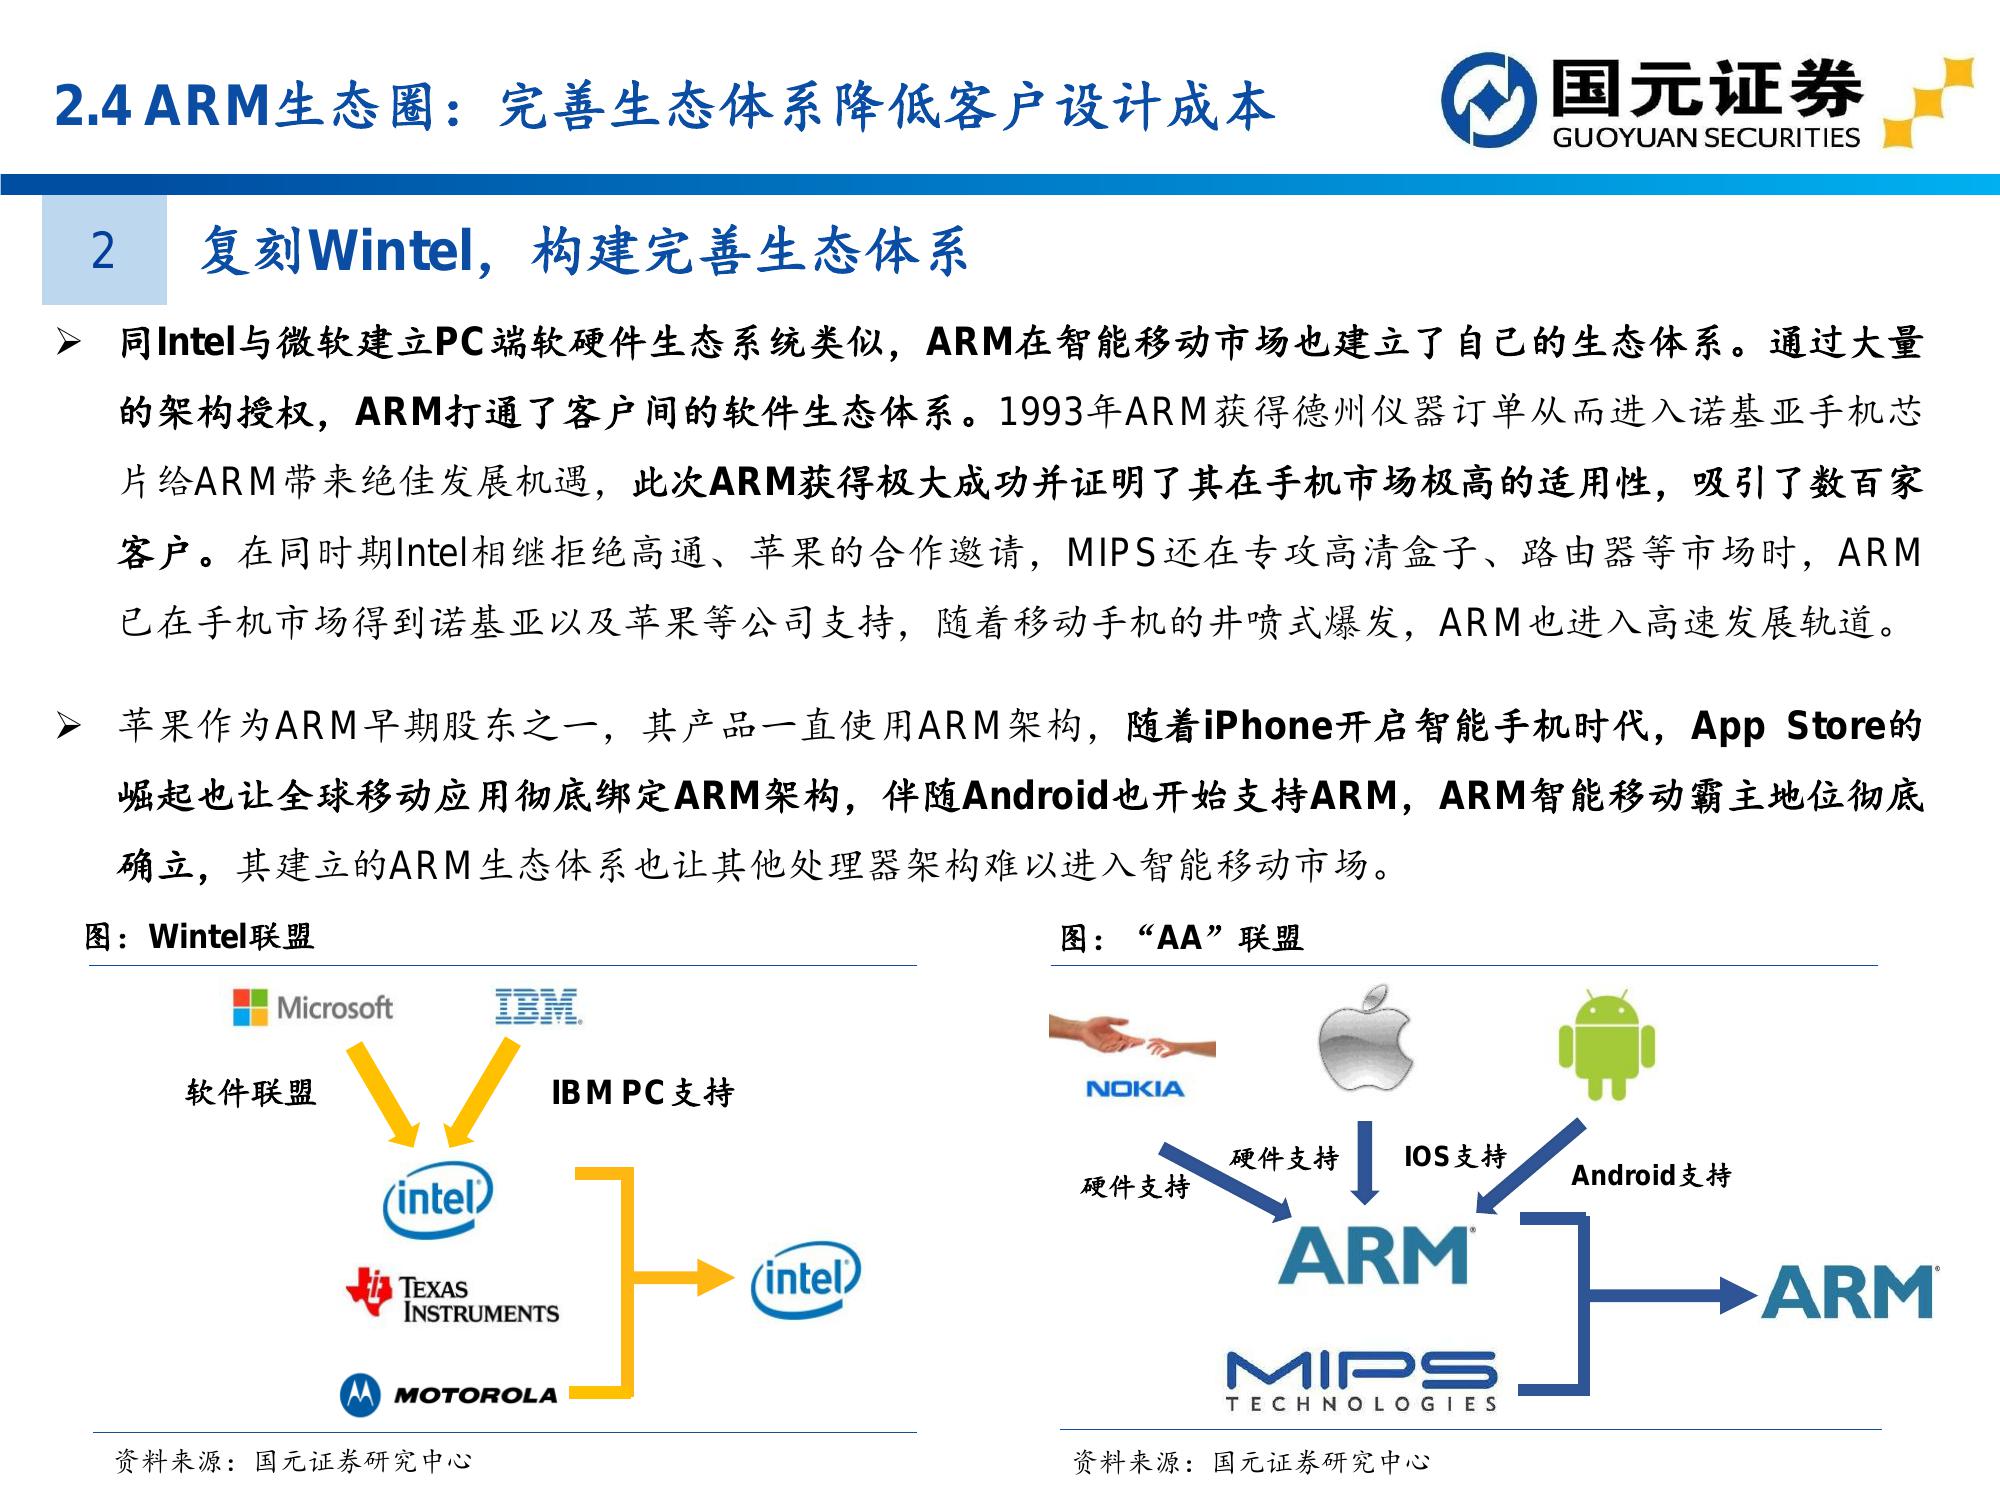 2.4 ARM生态圈：完善生态体系降低客户设计成本
国元证券
GUOYUAN SECURITIES
2
复刻Wintel，构建完善生态体系
同Intel与微软建立PC端软硬件生态系统类似，ARM在智能移动市场也建立了自己的生态体系。通过大量
的架构授权，ARM打通了客户间的软件生态体系。1993年ARM获得德州仪器订单从而进入诺基亚手机芯
片给ARM带来绝佳发展机遇，此次ARM获得极大成功并证明了其在手机市场极高的适用性，吸引了数百家
客户。在同时期Intel相继拒绝高通、苹果的合作邀请，MIPS还在专攻高清盒子、路由器等市场时，ARM
已在手机市场得到诺基亚以及苹果等公司支持，随着移动手机的井喷式爆发，ARM也进入高速发展轨道。
苹果作为ARM早期股东之一，其产品一直使用ARM架构，随着iPhone开启智能手机时代，App Store的
崛起也让全球移动应用彻底绑定ARM架构，伴随Android也开始支持ARM，ARM智能移动霸主地位彻底
确立，其建立的ARM生态体系也让其他处理器架构难以进入智能移动市场。
图：Wintel联盟
Microsoft
IBM
软件联盟
IBM PC支持
intel
TEXAS
INSTRUMENTS
intel
MOTOROLA
资料来源：国元证券研究中心
图：“AA”联盟
NOKIA
硬件支持
硬件支持
IOS支持
Android支持
ARM
ARM
MIPS
TECHNOLOGIES
资料来源：国元证券研究中心